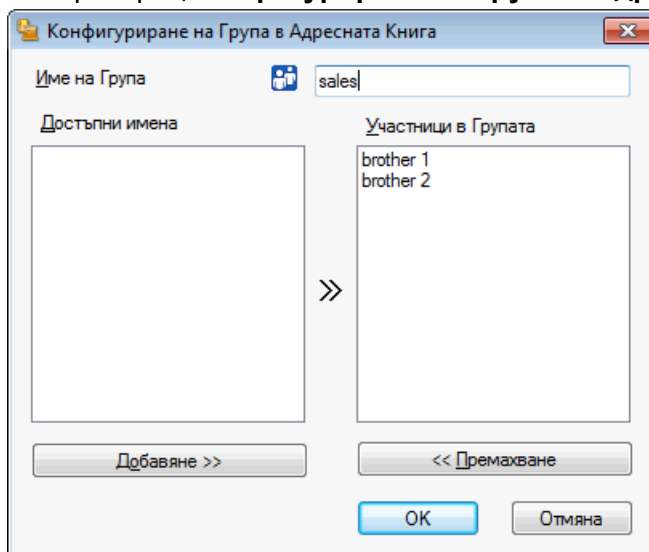 Конфигуриране на Група в Адресната Книга
Име на Група
sales
Достъпни имена
Участници в Групата
brother 1
brother 2
>>
Добавяне >>
<< Премахване
OK
Отмяна